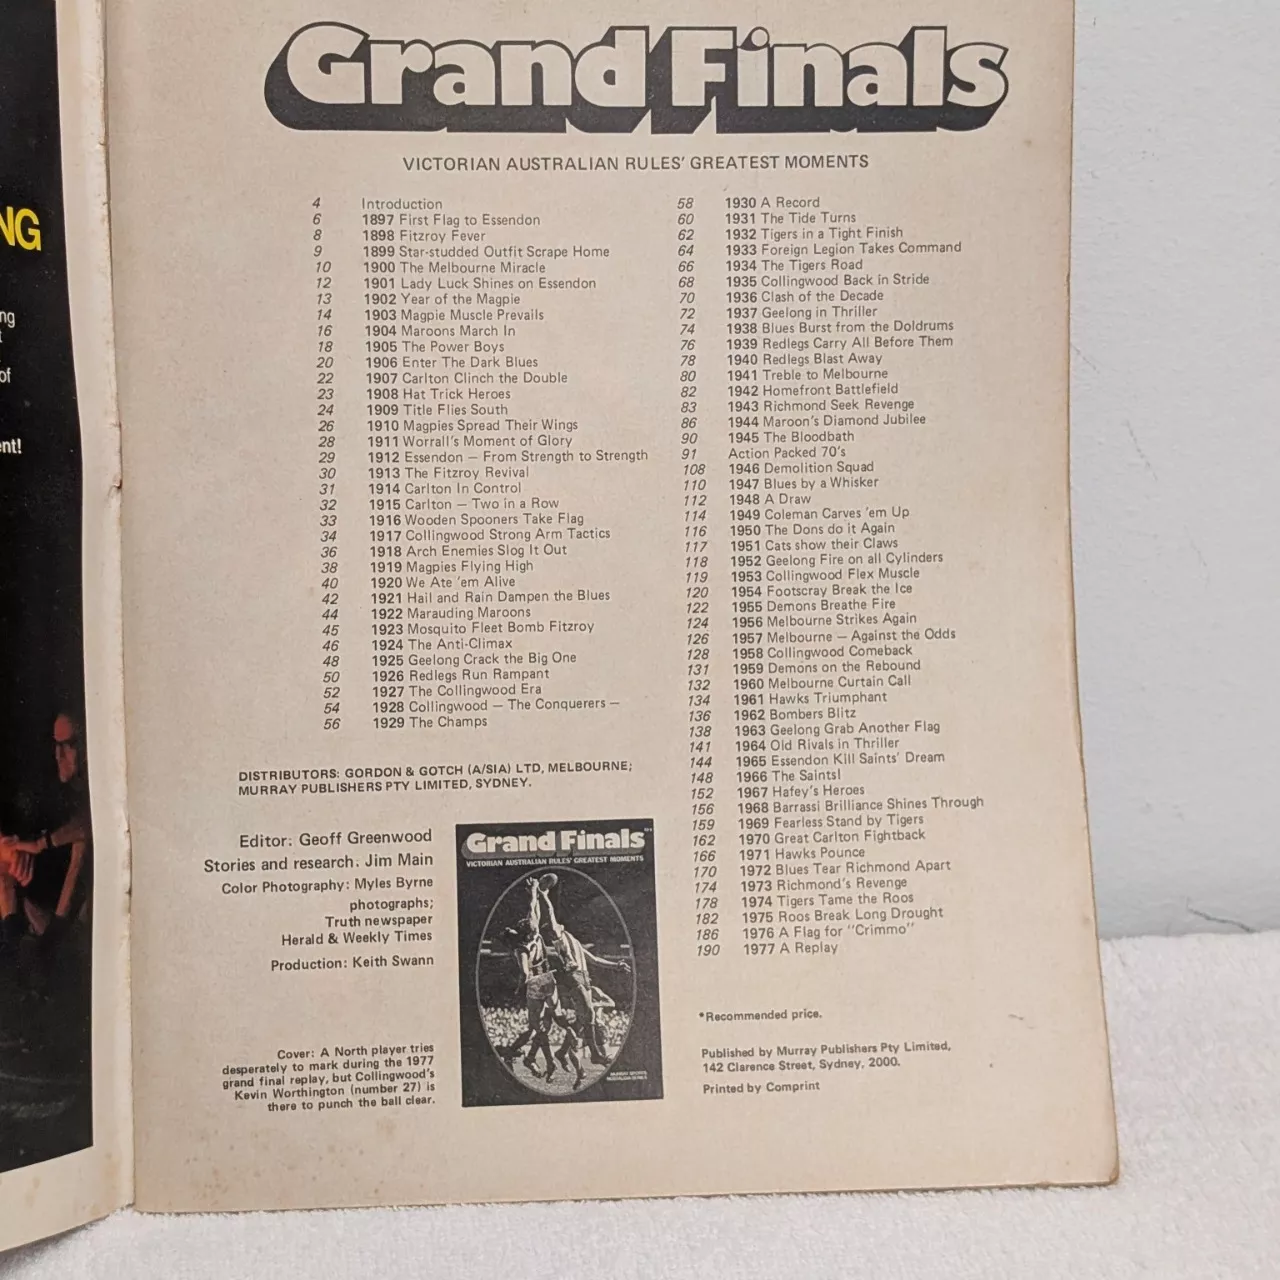 NG
ng
of
ent!
Grand Finals
VICTORIAN AUSTRALIAN RULES' GREATEST MOMENTS
4 Introduction
6 1897 First Flag to Essendon
8 1898 Fitzroy Fever
9 1899 Star-studded Outfit Scrape Home
10 1900 The Melbourne Miracle
12 1901 Lady Luck Shines on Essendon
13 1902 Year of the Magpie
14 1903 Magpie Muscle Prevails
16 1904 Maroons March In
18 1905 The Power Boys
20 1906 Enter The Dark Blues
22 1907 Carlton Clinch the Double
23 1908 Hat Trick Heroes
24 1909 Title Flies South
26 1910 Magpies Spread Their Wings
28 1911 Worrall's Moment of Glory
29 1912 Essendon — From Strength to Strength
30 1913 The Fitzroy Revival
31 1914 Carlton In Control
32 1915 Carlton — Two in a Row
33 1916 Wooden Spooners Take Flag
34 1917 Collingwood Strong Arm Tactics
36 1918 Arch Enemies Slog It Out
38 1919 Magpies Flying High
40 1920 We Ate 'em Alive
42 1921 Hail and Rain Dampen the Blues
44 1922 Marauding Maroons
45 1923 Mosquito Fleet Bomb Fitzroy
46 1924 The Anti-Climax
48 1925 Geelong Crack the Big One
50 1926 Redlegs Run Rampant
52 1927 The Collingwood Era
54 1928 Collingwood — The Conquerers —
56 1929 The Champs
58 1930 A Record
60 1931 The Tide Turns
62 1932 Tigers in a Tight Finish
64 1933 Foreign Legion Takes Command
66 1934 The Tigers Road
68 1935 Collingwood Back in Stride
70 1936 Clash of the Decade
72 1937 Geelong in Thriller
74 1938 Blues Burst from the Doldrums
76 1939 Redlegs Carry All Before Them
78 1940 Redlegs Blast Away
80 1941 Treble to Melbourne
82 1942 Homefront Battlefield
83 1943 Richmond Seek Revenge
86 1944 Maroon's Diamond Jubilee
90 1945 The Bloodbath
91 Action Packed 70's
108 1946 Demolition Squad
110 1947 Blues by a Whisker
112 1948 A Draw
114 1949 Coleman Carves 'em Up
116 1950 The Dons do it Again
117 1951 Cats show their Claws
118 1952 Geelong Fire on all Cylinders
119 1953 Collingwood Flex Muscle
120 1954 Footscray Break the Ice
122 1955 Demons Breathe Fire
124 1956 Melbourne Strikes Again
126 1957 Melbourne — Against the Odds
128 1958 Collingwood Comeback
131 1959 Demons on the Rebound
132 1960 Melbourne Curtain Call
134 1961 Hawks Triumphant
136 1962 Bombers Blitz
138 1963 Geelong Grab Another Flag
141 1964 Old Rivals in Thriller
144 1965 Essendon Kill Saints' Dream
148 1966 The Saints!
152 1967 Hafey's Heroes
156 1968 Barrassi Brilliance Shines Through
159 1969 Fearless Stand by Tigers
162 1970 Great Carlton Fightback
166 1971 Hawks Pounce
170 1972 Blues Tear Richmond Apart
174 1973 Richmond's Revenge
178 1974 Tigers Tame the Roos
182 1975 Roos Break Long Drought
186 1976 A Flag for "Crimmo"
190 1977 A Replay
DISTRIBUTORS: GORDON & GOTCH (A/SIA) LTD, MELBOURNE;
MURRAY PUBLISHERS PTY LIMITED, SYDNEY.
Editor: Geoff Greenwood
Stories and research: Jim Main
Color Photography: Myles Byrne
photographs;
Truth newspaper
Herald & Weekly Times
Production: Keith Swann
Cover: A North player tries
desperately to mark during the 1977
grand final replay, but Collingwood's
Kevin Worthington (number 27) is
there to punch the ball clear.
Grand Finals
VICTORIAN AUSTRALIAN RULES' GREATEST MOMENTS
*Recommended price.
Published by Murray Publishers Pty Limited,
142 Clarence Street, Sydney, 2000.
Printed by Comprint